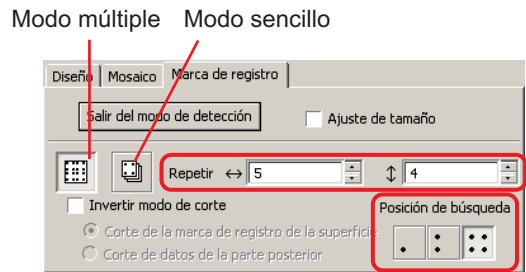 Modo múltiple Modo sencillo
Diseño Mosaico Marca de registro
Salir del modo de detección Ajuste de tamaño
Repetir 5 4
Invertir modo de corte Posición de búsqueda
Corte de la marca de registro de la superficie
Corte de datos de la parte posterior